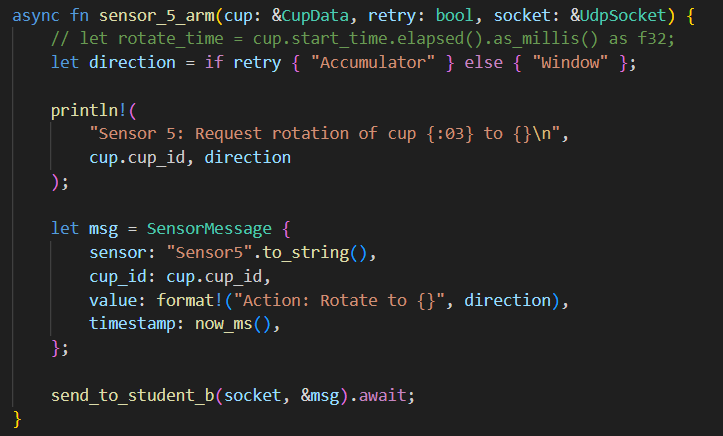 async fn sensor_5_arm(cup: &CupData, retry: bool, socket: &UdpSocket) {
    // let rotate_time = cup.start_time.elapsed().as_millis() as f32;
    let direction = if retry { "Accumulator" } else { "Window" };

    println!(
        "Sensor 5: Request rotation of cup {:03} to {}\n",
        cup.cup_id, direction
    );

    let msg = SensorMessage {
        sensor: "Sensor5".to_string(),
        cup_id: cup.cup_id,
        value: format!("Action: Rotate to {}", direction),
        timestamp: now_ms(),
    };

    send_to_student_b(socket, &msg).await;
}